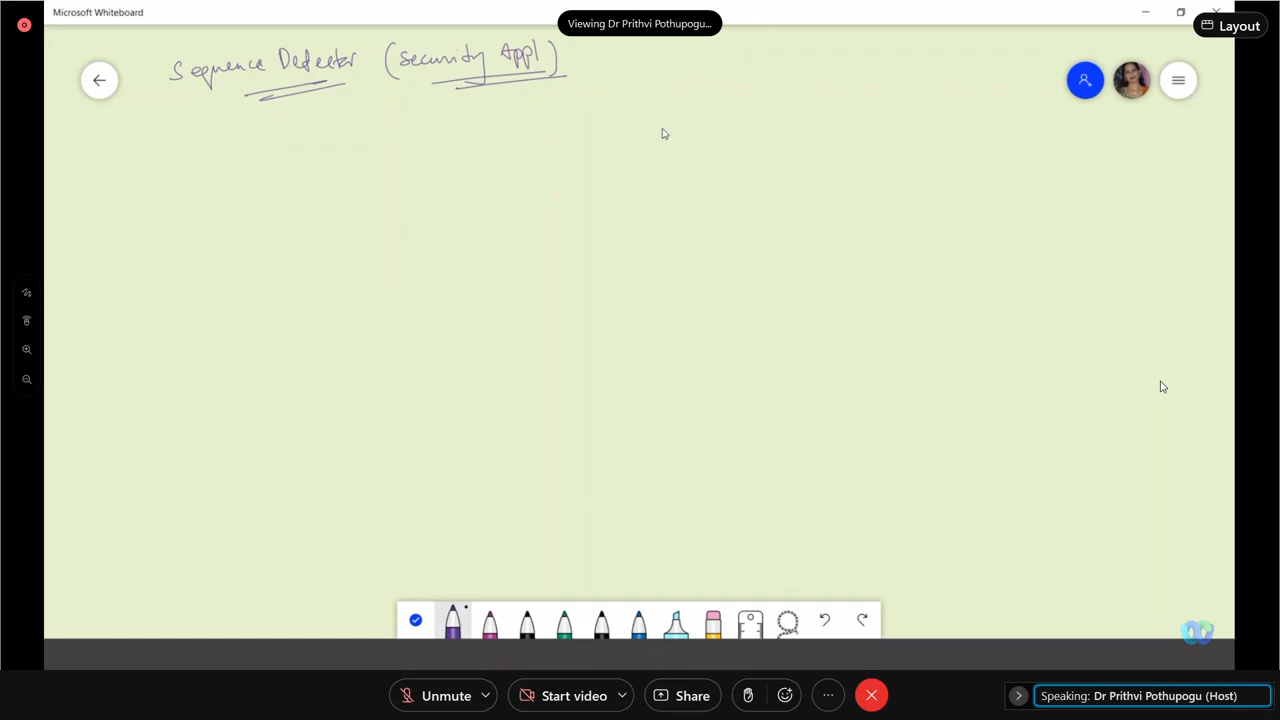 Microsoft Whiteboard
Viewing Dr Prithvi Pothupogu...
Layout
Sequence Detector (Security Appl)
Unmute
Start video
Share
Speaking: Dr Prithvi Pothupogu (Host)